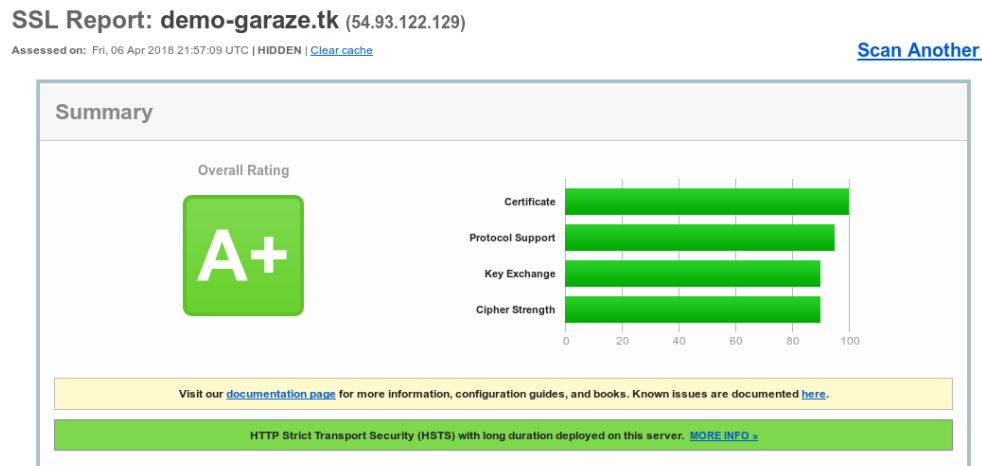 SSL Report: demo-garaze.tk (54.93.122.129)
Assessed on: Fri, 06 Apr 2018 21:57:09 UTC | HIDDEN | Clear cache
Scan Another
Summary
Overall Rating
A+
Certificate
Protocol Support
Key Exchange
Cipher Strength
0 20 40 60 80 100
Visit our documentation page for more information, configuration guides, and books. Known issues are documented here.
HTTP Strict Transport Security (HSTS) with long duration deployed on this server. MORE INFO »